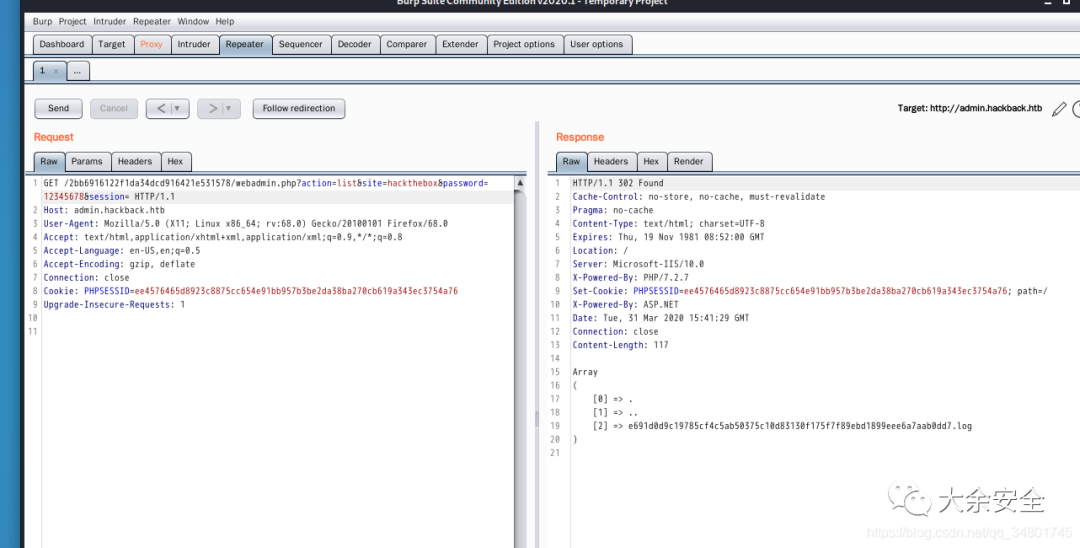 Burp Suite Community Edition v2020.1 - Temporary Project
Burp Project Intruder Repeater Window Help
Dashboard Target Proxy Intruder Repeater Sequencer Decoder Comparer Extender Project options User options
1 × ...
Send Cancel < > Follow redirection Target: http://admin.hackback.htb
Request
Raw Params Headers Hex
1 GET /2bb6916122f1da34dcd916421e531578/webadmin.php?action=list&site=hackthebox&password=
12345678&session= HTTP/1.1
2 Host: admin.hackback.htb
3 User-Agent: Mozilla/5.0 (X11; Linux x86_64; rv:68.0) Gecko/20100101 Firefox/68.0
4 Accept: text/html,application/xhtml+xml,application/xml;q=0.9,*/*;q=0.8
5 Accept-Language: en-US,en;q=0.5
6 Accept-Encoding: gzip, deflate
7 Connection: close
8 Cookie: PHPSESSID=ee4576465d8923c8875cc654e91bb957b3be2da38ba270cb619a343ec3754a76
9 Upgrade-Insecure-Requests: 1
10
11
Response
Raw Headers Hex Render
1 HTTP/1.1 302 Found
2 Cache-Control: no-store, no-cache, must-revalidate
3 Pragma: no-cache
4 Content-Type: text/html; charset=UTF-8
5 Expires: Thu, 19 Nov 1981 08:52:00 GMT
6 Location: /
7 Server: Microsoft-IIS/10.0
8 X-Powered-By: PHP/7.2.7
9 Set-Cookie: PHPSESSID=ee4576465d8923c8875cc654e91bb957b3be2da38ba270cb619a343ec3754a76; path=/
10 X-Powered-By: ASP.NET
11 Date: Tue, 31 Mar 2020 15:41:29 GMT
12 Connection: close
13 Content-Length: 117
14
15 Array
16 (
17 [0] => .
18 [1] => ..
19 [2] => e691d0d9c19785cf4c5ab50375c10d83130f175f7f89ebd1899eee6a7aab0dd7.log
20 )
21
大余安全
https://blog.csdn.net/qq_34801745